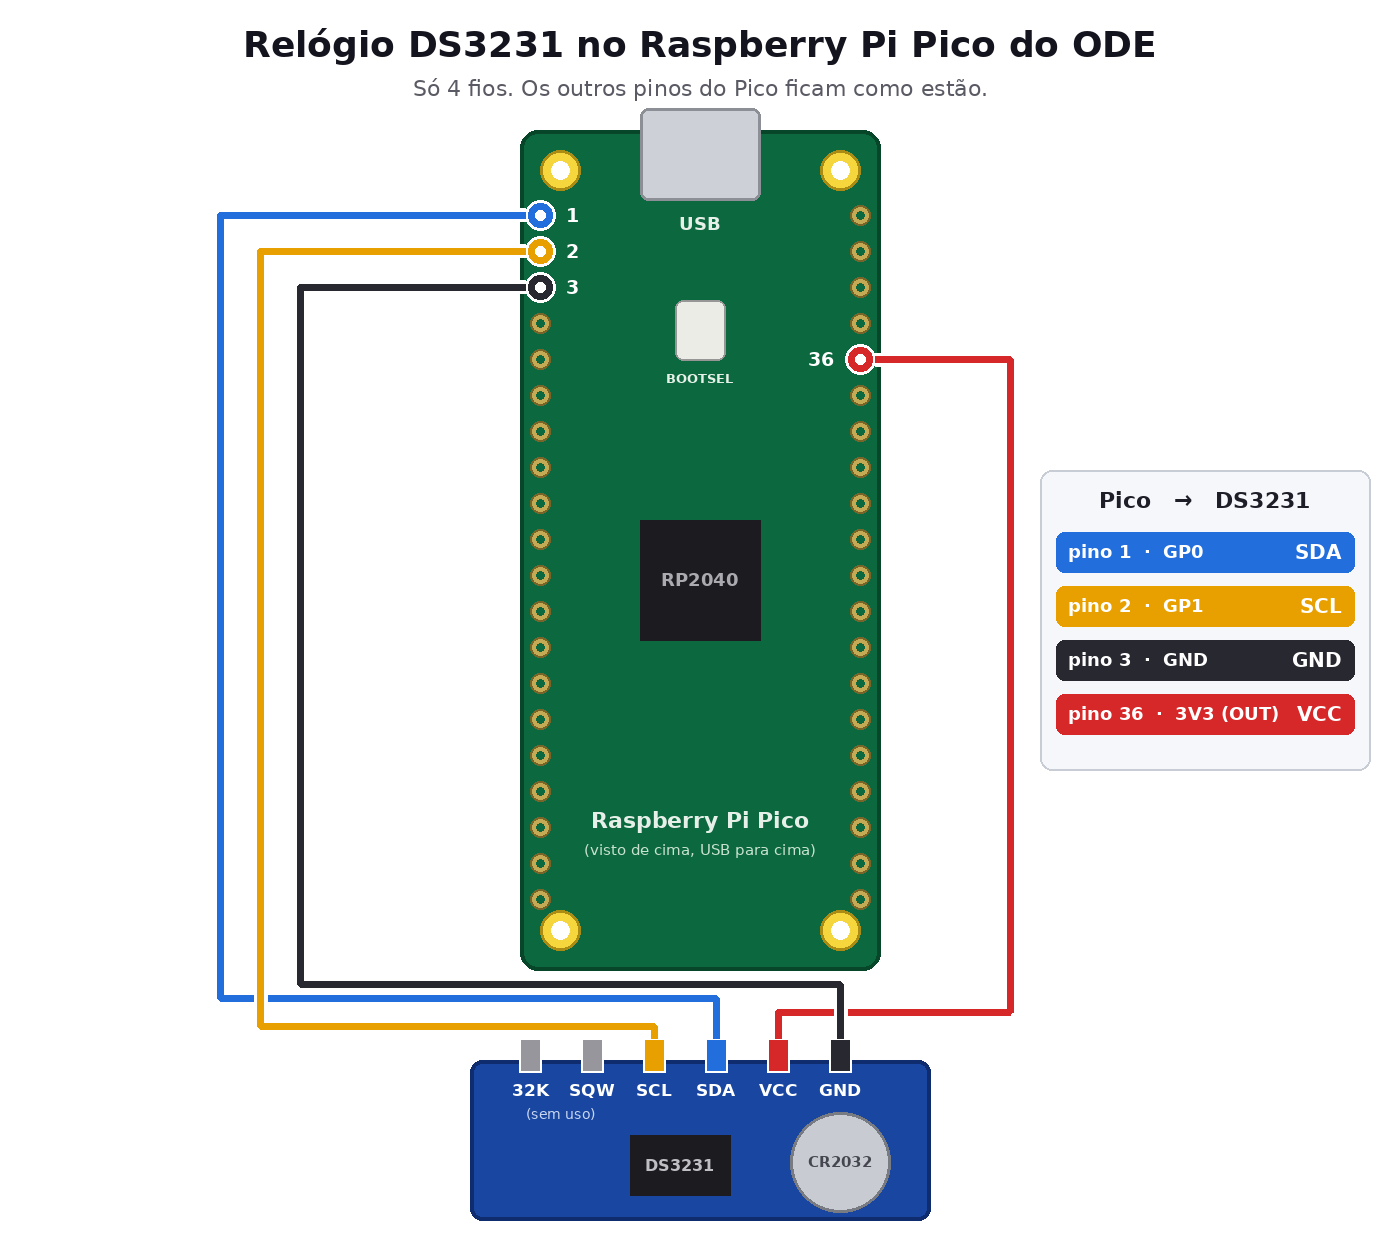 Relógio DS3231 no Raspberry Pi Pico do ODE
Só 4 fios. Os outros pinos do Pico ficam como estão.
1
USB
2
3
36
BOOTSEL
Pico → DS3231
pino 1 · GP0 SDA
pino 2 · GP1 SCL
pino 3 · GND GND
pino 36 · 3V3 (OUT) VCC
RP2040
Raspberry Pi Pico
(visto de cima, USB para cima)
32K SQW SCL SDA VCC GND
(sem uso)
DS3231
CR2032